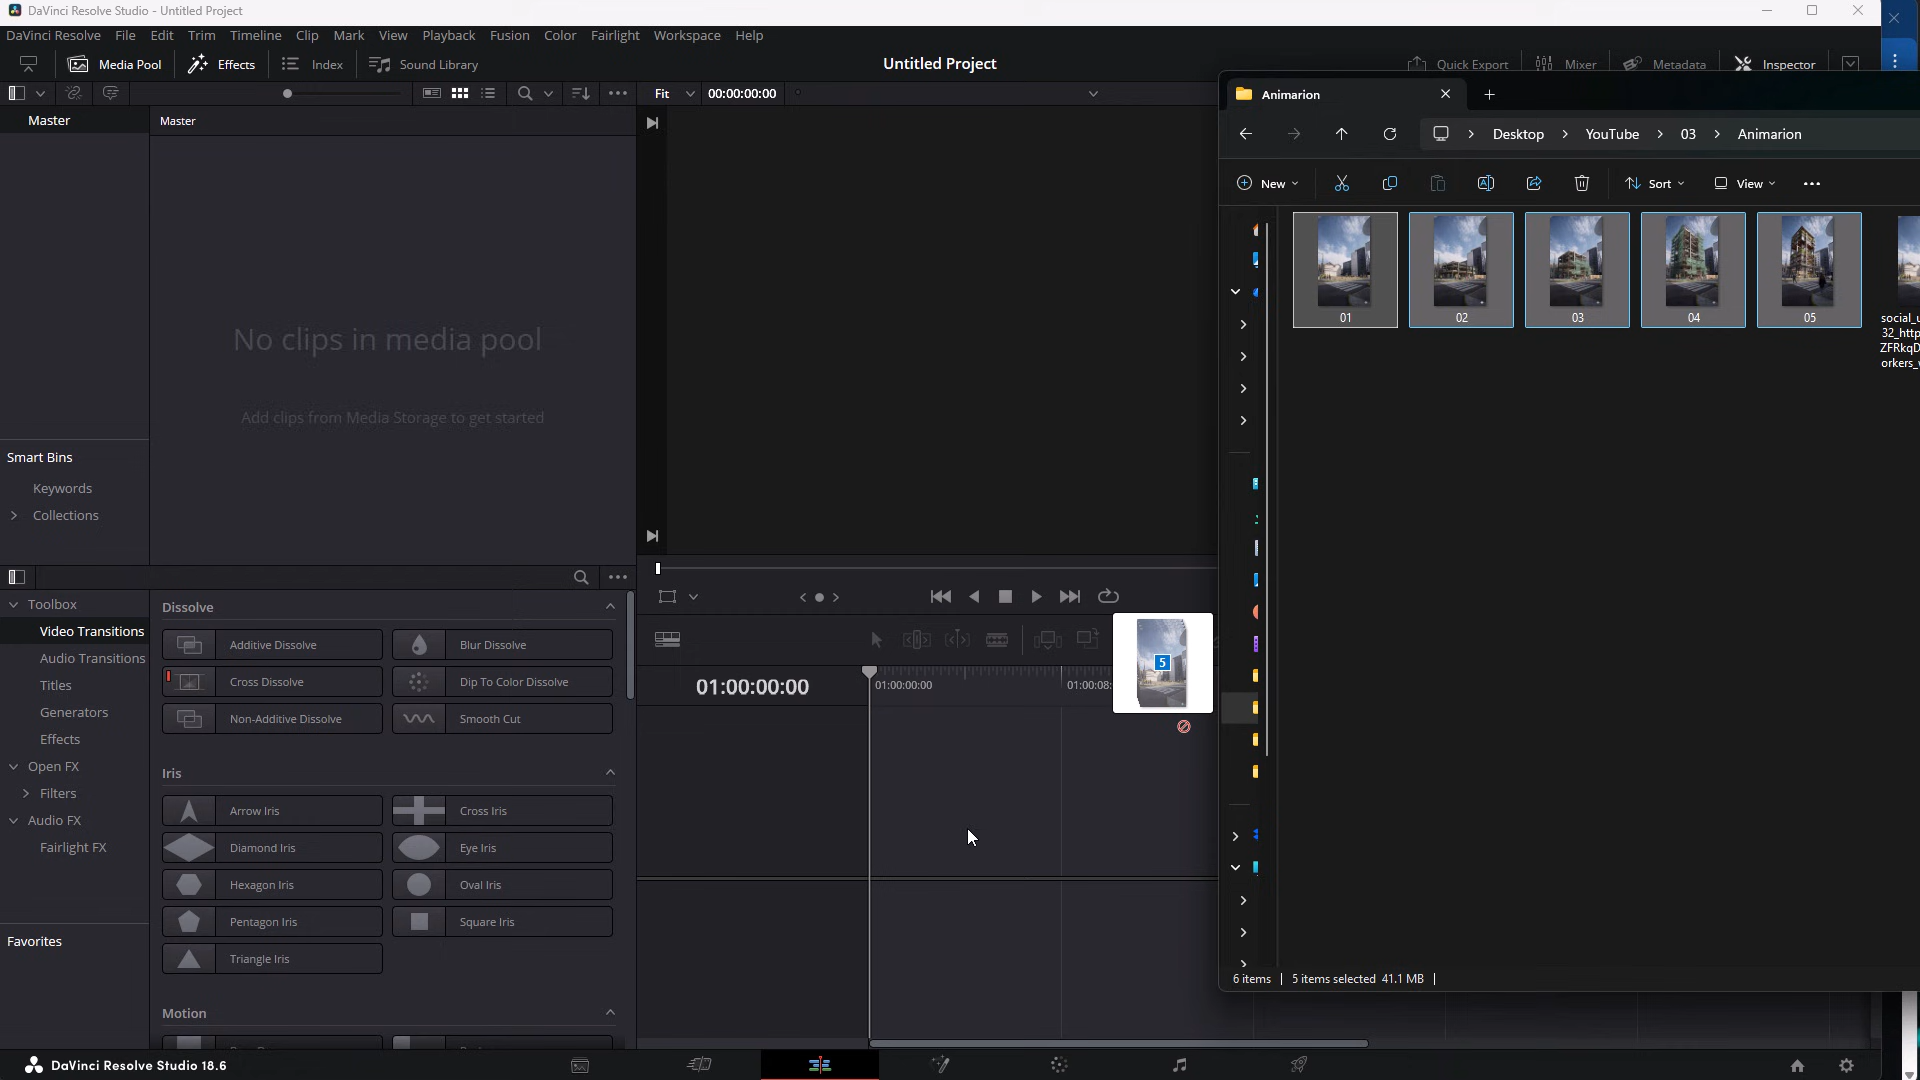 DaVinci Resolve Studio - Untitled Project
DaVinci Resolve File Edit Trim Timeline Clip Mark View Playback Fusion Color Fairlight Workspace Help
Media Pool Effects Index Sound Library
Untitled Project
Quick Export Mixer Metadata Inspector
Fit 00:00:00:00
Master
Master
No clips in media pool
Add clips from Media Storage to get started
Smart Bins
Keywords
Collections
Toolbox
Video Transitions
Audio Transitions
Titles
Generators
Effects
Open FX
Filters
Audio FX
Fairlight FX
Favorites
Dissolve
Additive Dissolve
Blur Dissolve
Cross Dissolve
Dip To Color Dissolve
Non-Additive Dissolve
Smooth Cut
Iris
Arrow Iris
Cross Iris
Diamond Iris
Eye Iris
Hexagon Iris
Oval Iris
Pentagon Iris
Square Iris
Triangle Iris
Motion
01:00:00:00
01:00:00:00
01:00:08:
5
Animarion
Desktop YouTube 03 Animarion
New Sort View
01
02
03
04
05
social_u
32_http
ZFRkqD
orkers_v
6 items 5 items selected 41.1 MB
DaVinci Resolve Studio 18.6